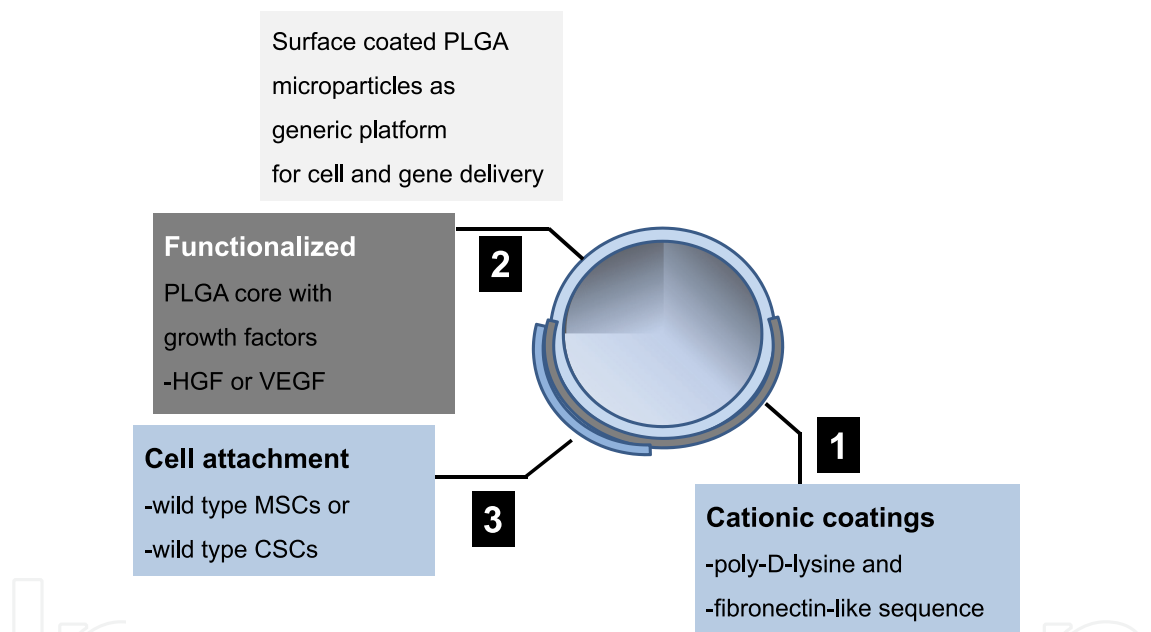 Surface coated PLGA
microparticles as
generic platform
for cell and gene delivery
Functionalized
PLGA core with
growth factors
-HGF or VEGF
2
Cell attachment
-wild type MSCs or
-wild type CSCs
3
1
Cationic coatings
-poly-D-lysine and
-fibronectin-like sequence